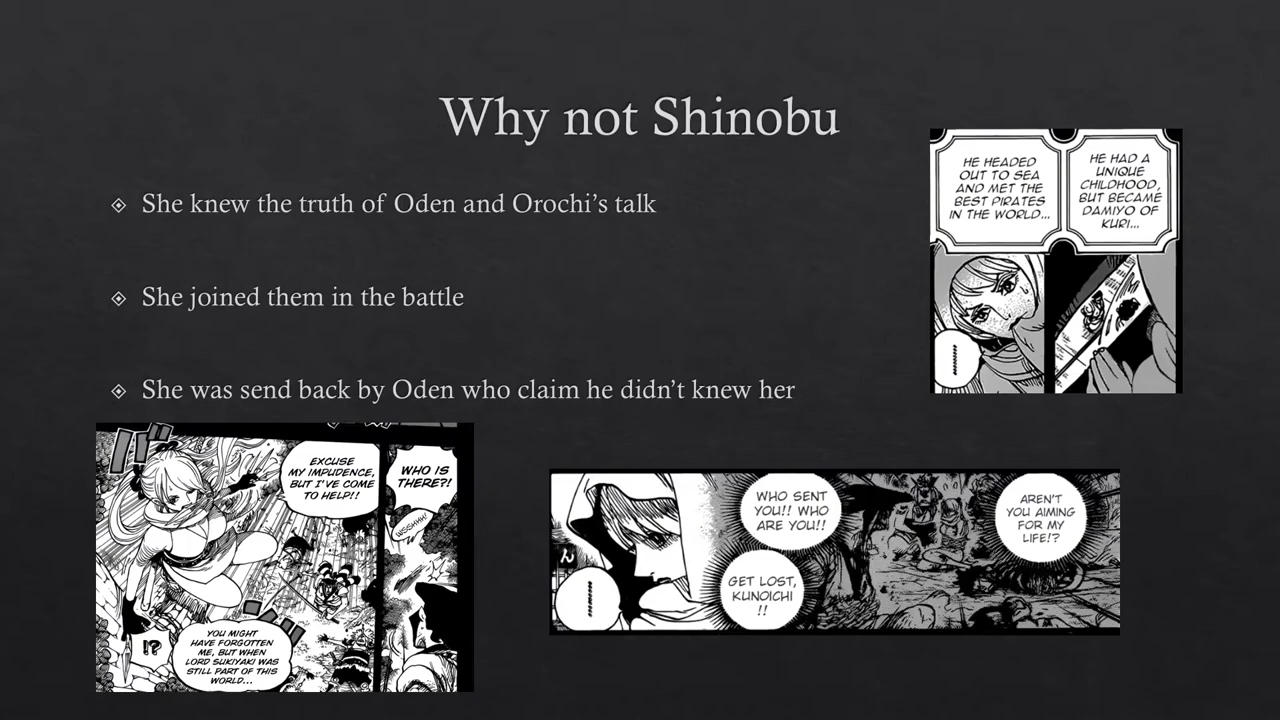 Why not Shinobu
She knew the truth of Oden and Orochi’s talk
She joined them in the battle
She was send back by Oden who claim he didn’t knew her
HE HEADED
OUT TO SEA
AND MET THE
BEST PIRATES
IN THE WORLD...
HE HAD A
UNIQUE
CHILDHOOD,
BUT BECAME
DAMIYO OF
KURI...
EXCUSE
MY IMPUDENCE,
BUT I'VE COME
TO HELP!!
WHO IS
THERE?!
WSSHHH!
!?
YOU MIGHT
HAVE FORGOTTEN
ME, BUT WHEN
LORD SUKIYAKI WAS
STILL PART OF THIS
WORLD...
ん
WHO SENT
YOU!! WHO
ARE YOU!!
GET LOST,
KUNOICHI
!!
AREN'T
YOU AIMING
FOR MY
LIFE!?